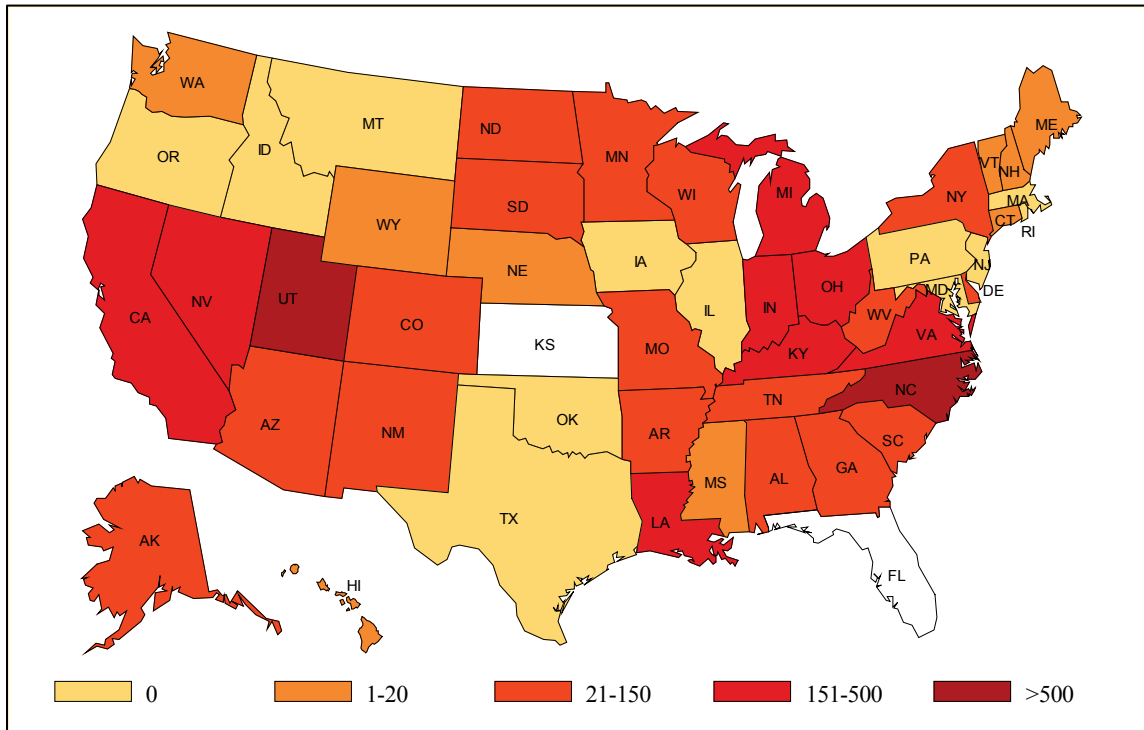 WA
MT
ND
MN
ME
OR
ID
VT
NH
WI
NY
MA
MI
SD
WY
CT
RI
IA
NE
PA
NJ
OH
MD
DE
NV
UT
IL
IN
WV
CA
CO
VA
KS
MO
KY
NC
TN
AZ
NM
OK
AR
SC
MS
AL
GA
TX
LA
AK
FL
HI
0 1-20 21-150 151-500 >500